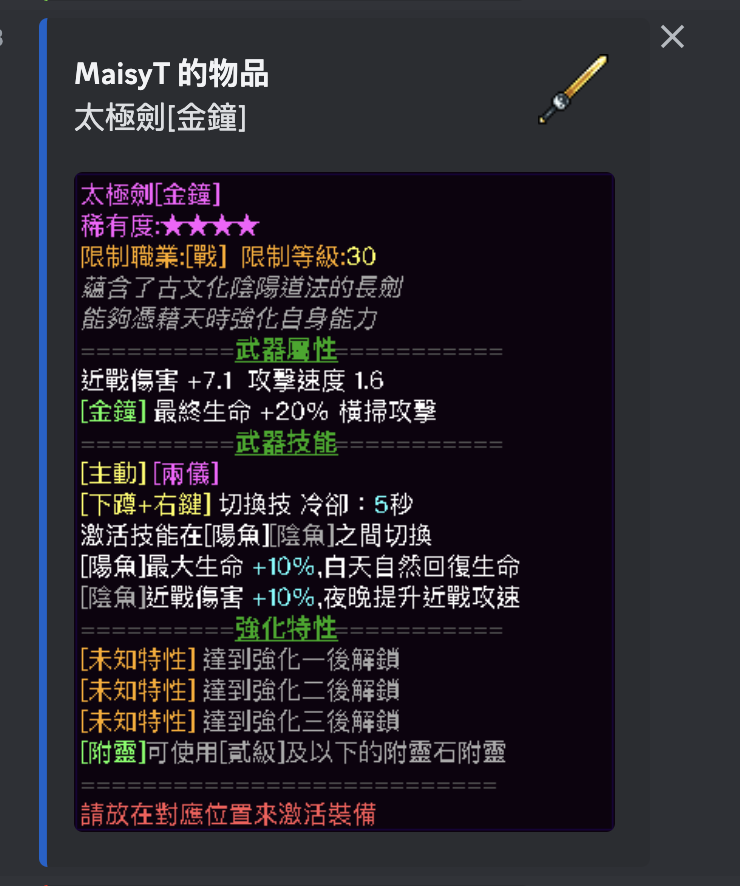 MaisyT 的物品
太極劍[金鐘]
太極劍[金鐘]
稀有度:★★★★
限制職業:[戰] 限制等級:30
蘊含了古文化陰陽道法的長劍
能夠憑藉天時強化自身能力
==========武器屬性===========
近戰傷害 +7.1 攻擊速度 1.6
[金鐘] 最終生命 +20% 橫掃攻擊
==========武器技能===========
[主動] [兩儀]
[下蹲+右鍵] 切換技 冷卻：5秒
激活技能在[陽魚][陰魚]之間切換
[陽魚]最大生命 +10%,白天自然回復生命
[陰魚]近戰傷害 +10%,夜晚提升近戰攻速
==========強化特性===========
[未知特性] 達到強化一後解鎖
[未知特性] 達到強化二後解鎖
[未知特性] 達到強化三後解鎖
[附靈]可使用[貳級]及以下的附靈石附靈
===========================
請放在對應位置來激活裝備